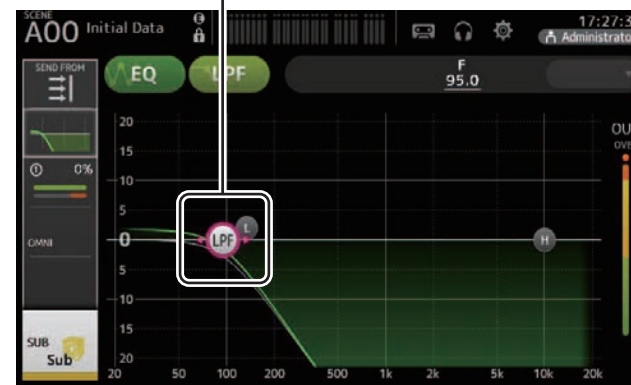 SCENE
A00 Initial Data
E
17:27:3
Administrato
SEND FROM
EQ
LPF
F
95.0
0%
OMNI
SUB
Sub
OU
OVE
20
15
10
5
0
5
10
15
20
LPF
L
H
20 50 100 200 500 1k 2k 5k 10k 20k